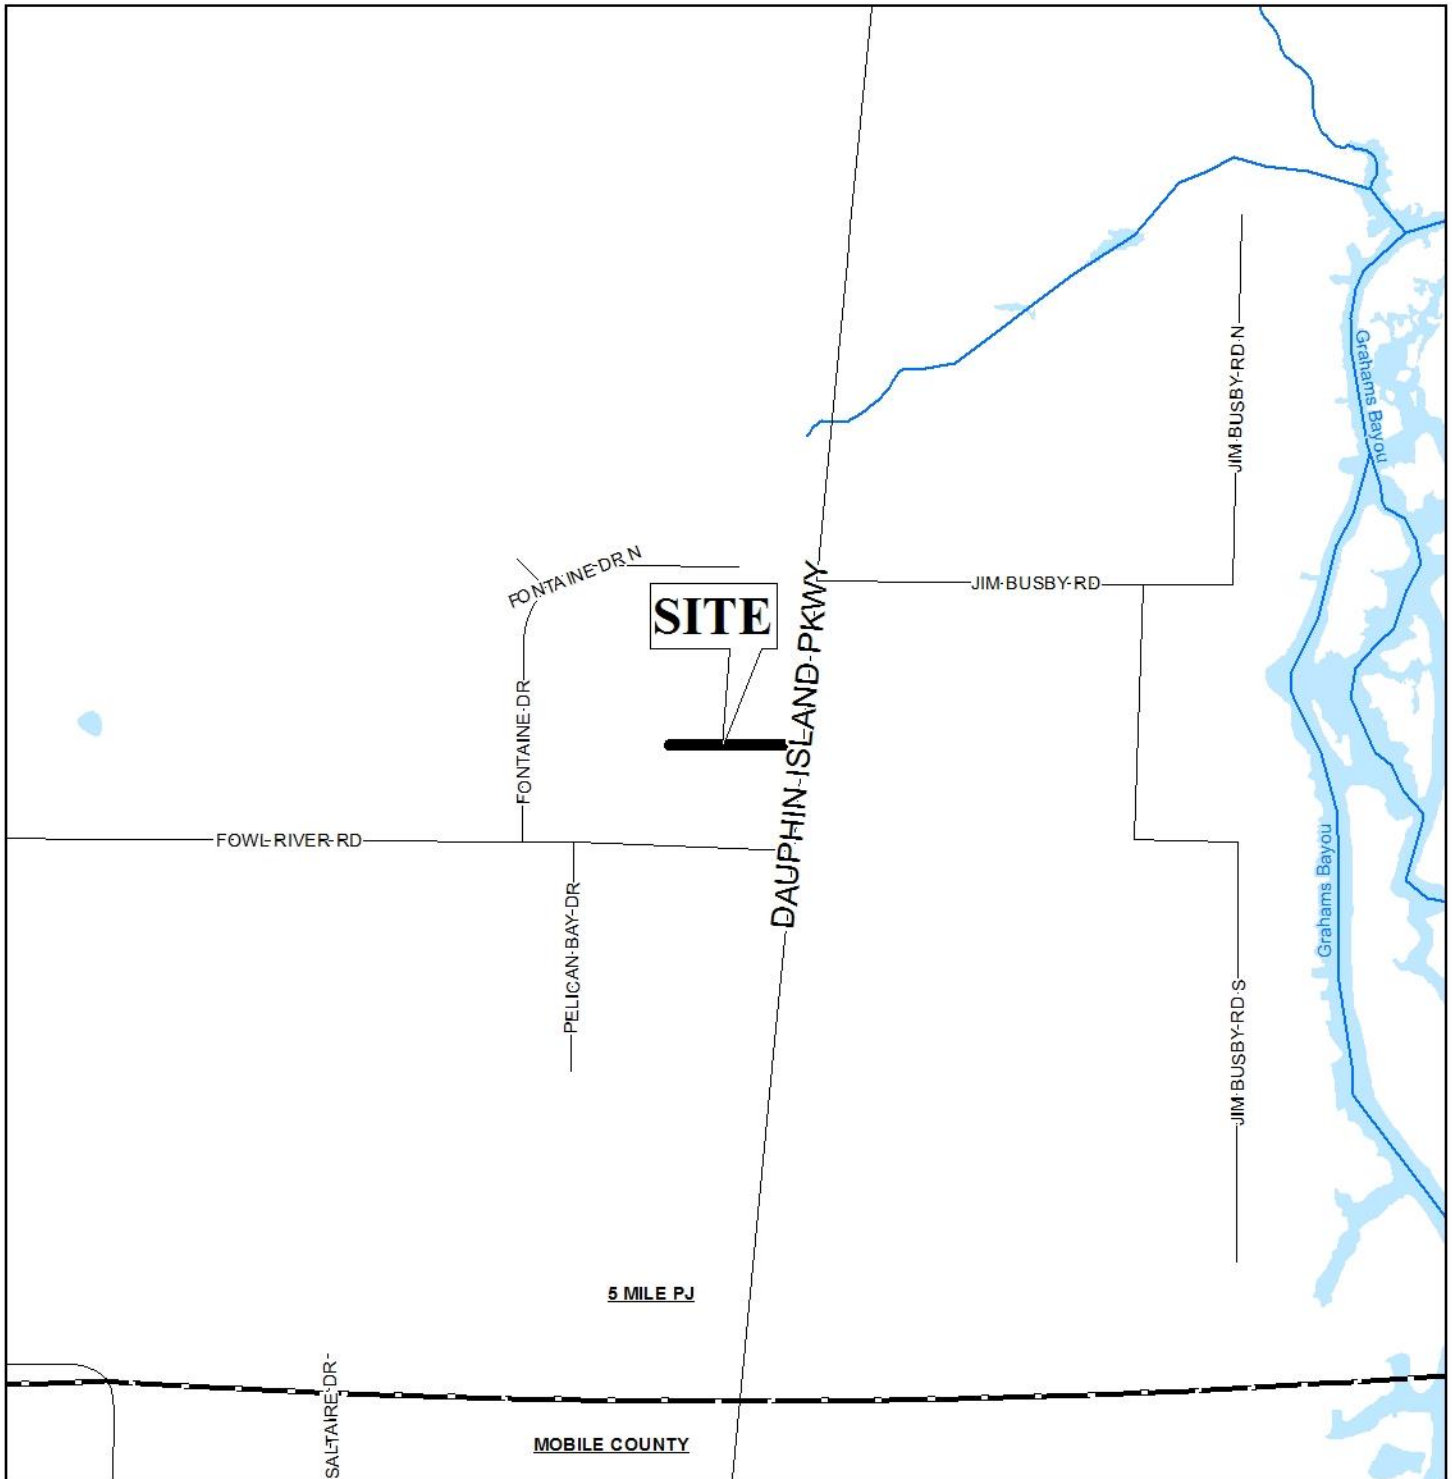 JIM BUSBY RD N
Grahams Bayou
FONTAINE DR N
JIM BUSBY RD
SITE
DAUPHIN ISLAND PKWY
FONTAINE DR
FOWL RIVER RD
Grahams Bayou
PELICAN BAY DR
JIM BUSBY RD S
5 MILE PJ
SALTAIRE DR
MOBILE COUNTY